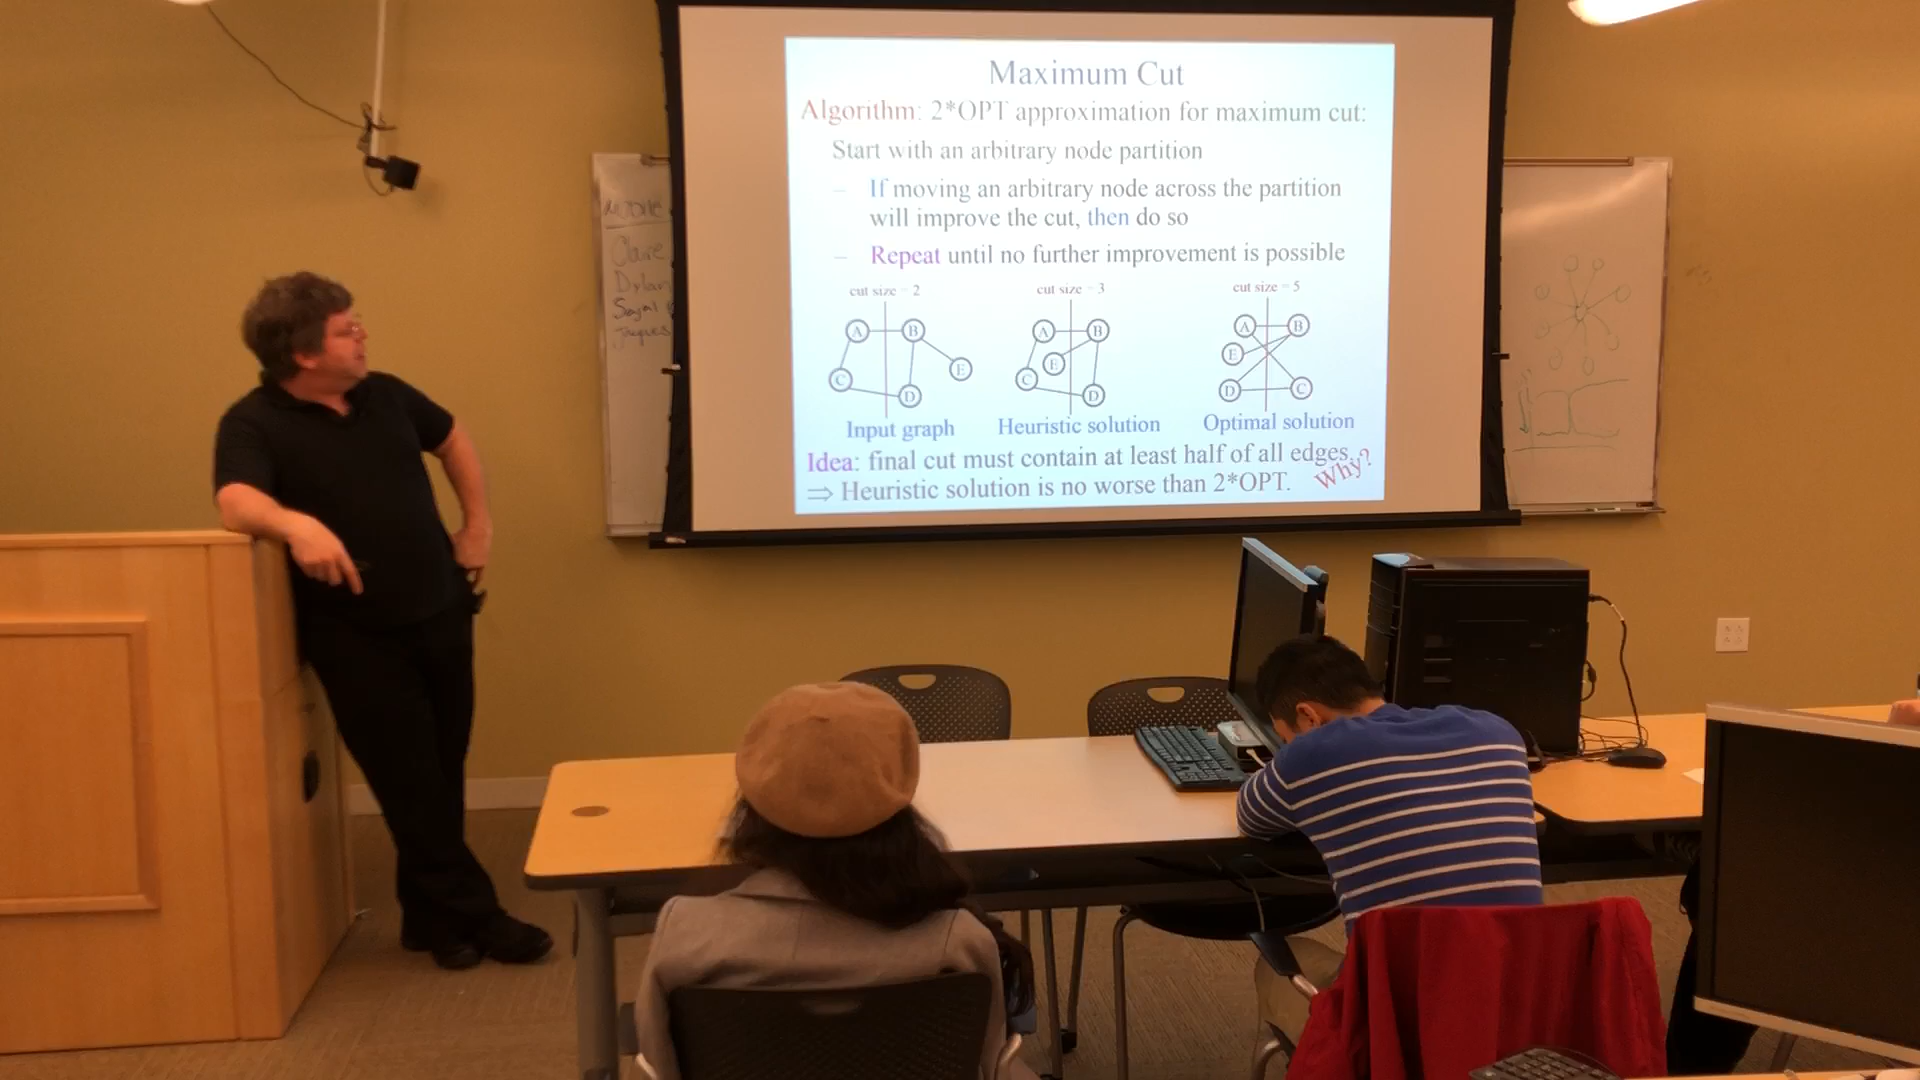 Maximum Cut
Algorithm: 2*OPT approximation for maximum cut:
Start with an arbitrary node partition
– If moving an arbitrary node across the partition
will improve the cut, then do so
– Repeat until no further improvement is possible
cut size = 2
A B
E
C
D
Input graph
cut size = 3
A B
E
C
D
Heuristic solution
cut size = 5
A B
E
D C
Optimal solution
Idea: final cut must contain at least half of all edges.
Why?
⇒ Heuristic solution is no worse than 2*OPT.
Claire
Dylan